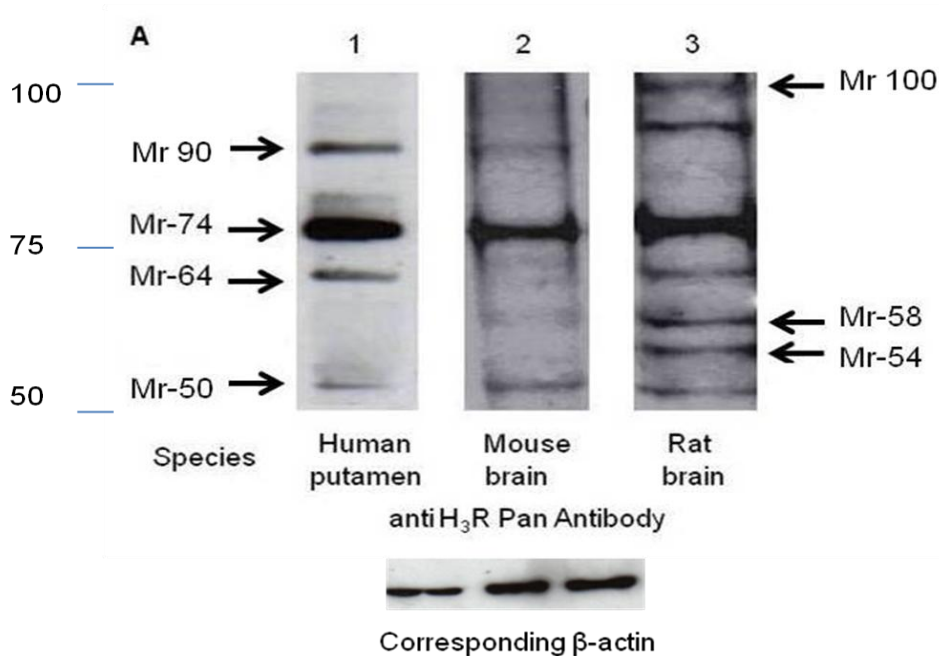 A
1 2 3
100
Mr 100
Mr 90
Mr-74
75
Mr-64
Mr-58
Mr-54
Mr-50
50
Species
Human putamen
Mouse brain
Rat brain
anti H₃R Pan Antibody
Corresponding β-actin